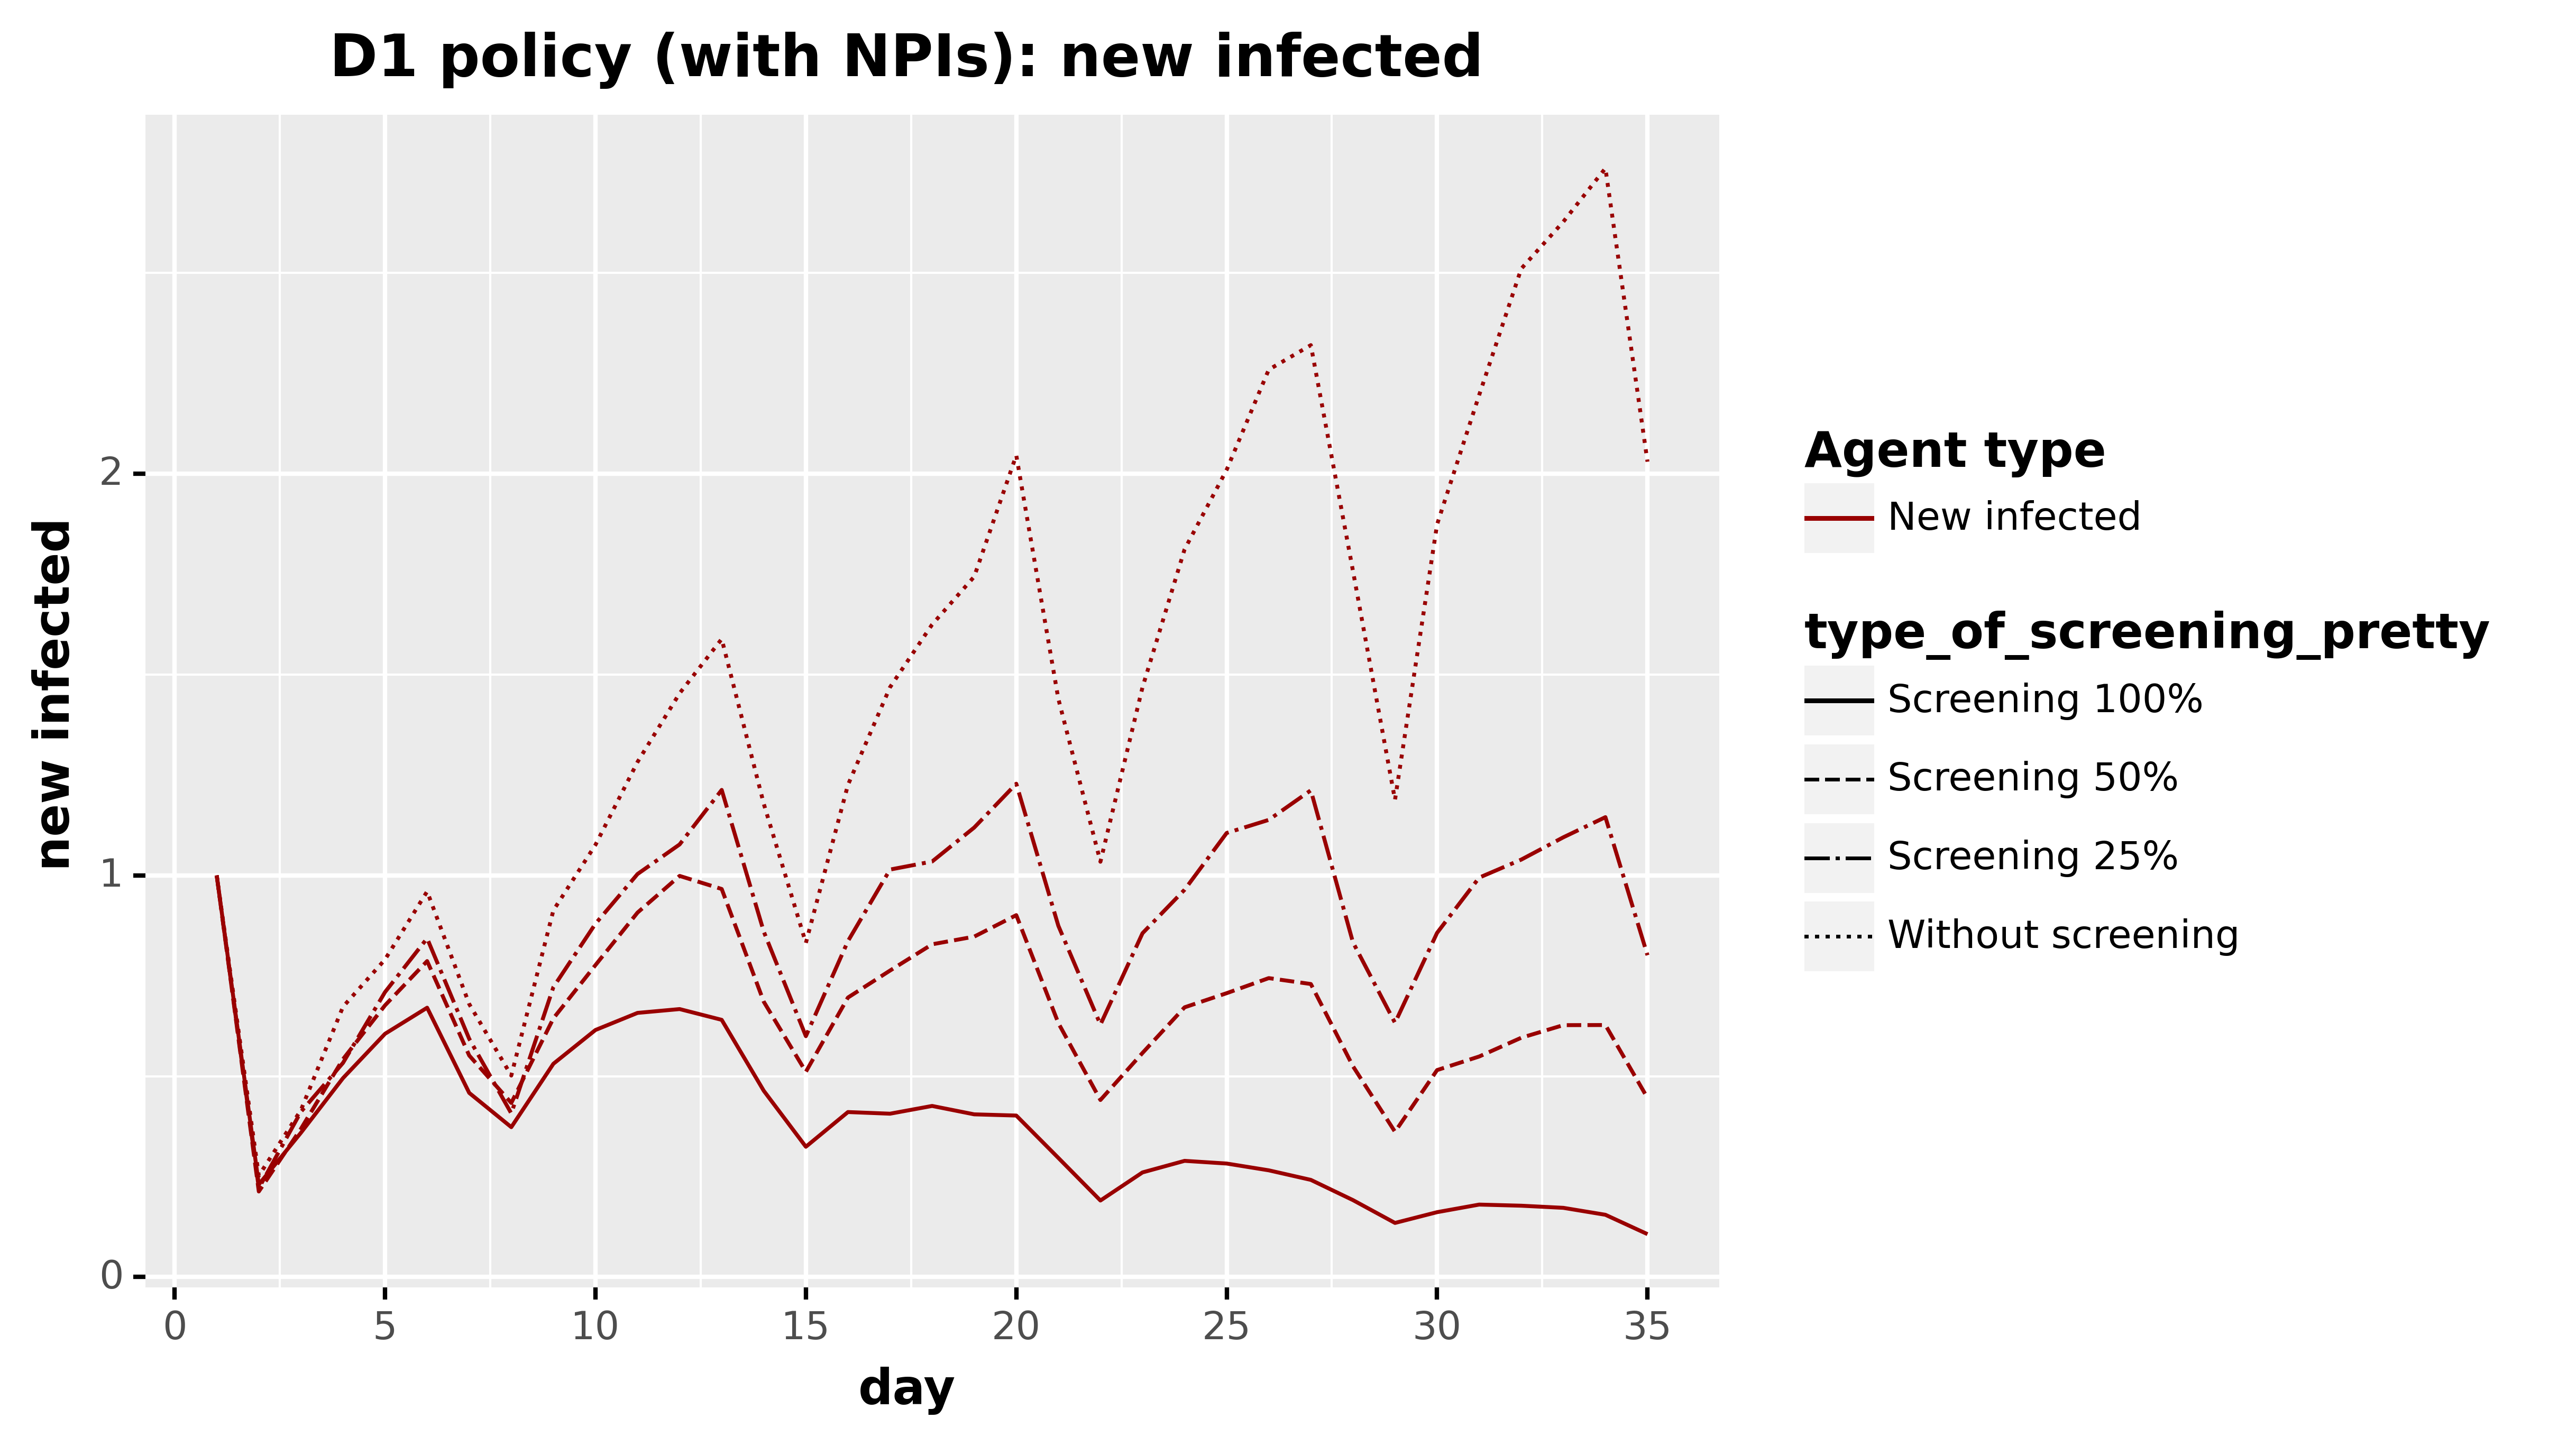 D1 policy (with NPIs): new infected
new infected
2
1
0
0 5 10 15 20 25 30 35
day
Agent type
New infected
type_of_screening_pretty
Screening 100%
Screening 50%
Screening 25%
Without screening